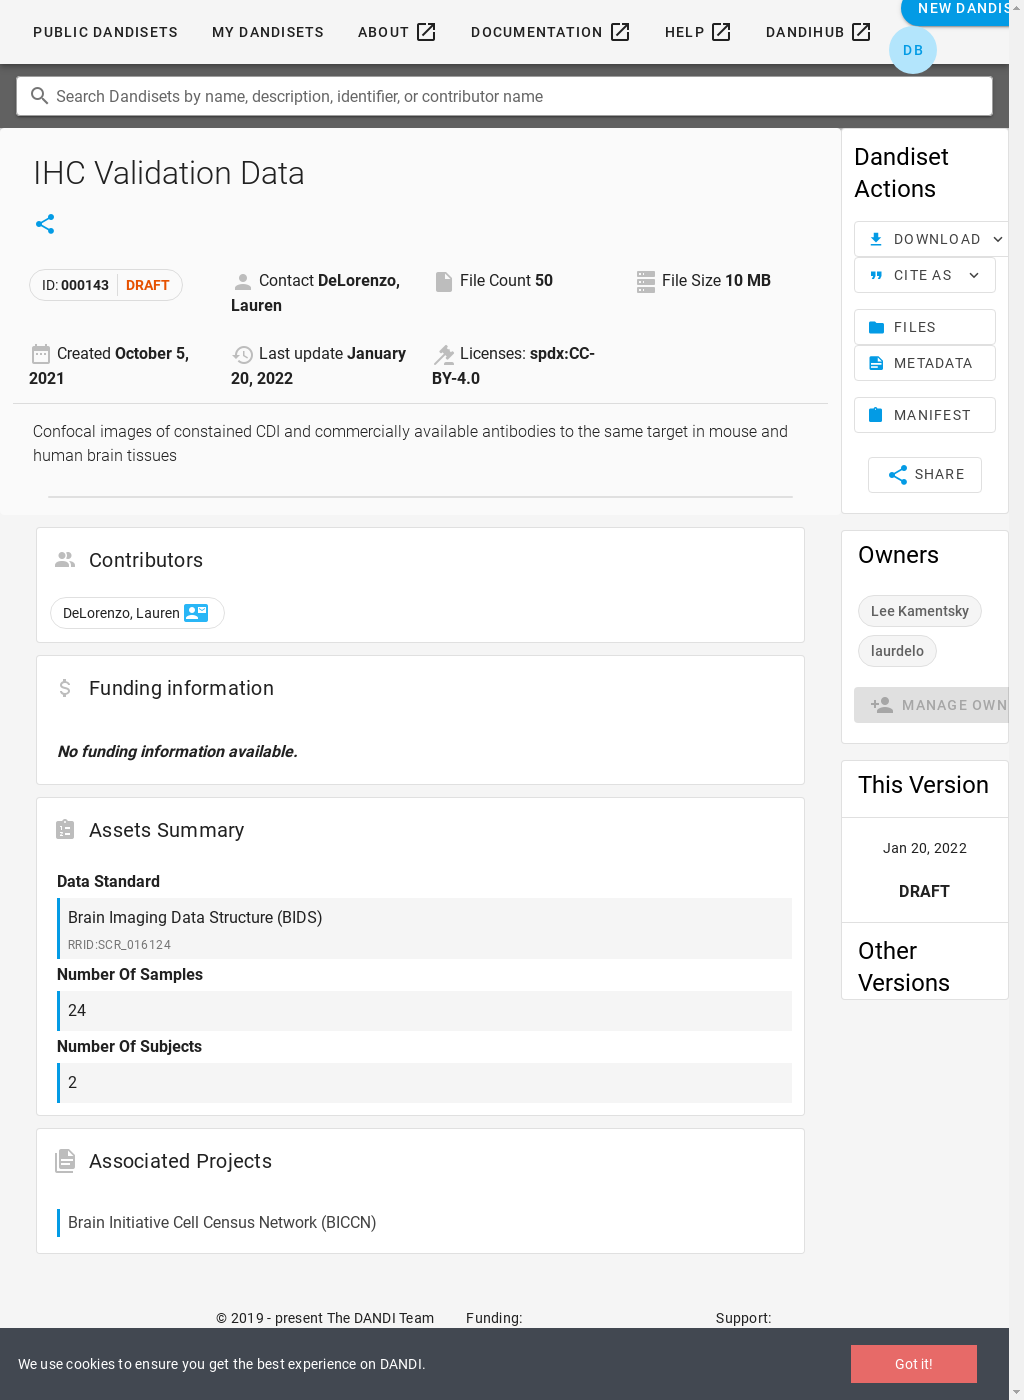 PUBLIC DANDISETS MY DANDISETS ABOUT DOCUMENTATION HELP DANDIHUB
NEW DANDIS
DB
Search Dandisets by name, description, identifier, or contributor name
IHC Validation Data
ID: 000143 DRAFT
Contact DeLorenzo,
Lauren
File Count 50
File Size 10 MB
Created October 5,
2021
Last update January
20, 2022
Licenses: spdx:CC-
BY-4.0
Confocal images of constained CDI and commercially available antibodies to the same target in mouse and
human brain tissues
Contributors
DeLorenzo, Lauren
Funding information
No funding information available.
Assets Summary
Data Standard
Brain Imaging Data Structure (BIDS)
RRID:SCR_016124
Number Of Samples
24
Number Of Subjects
2
Associated Projects
Brain Initiative Cell Census Network (BICCN)
Dandiset
Actions
DOWNLOAD
CITE AS
FILES
METADATA
MANIFEST
SHARE
Owners
Lee Kamentsky
laurdelo
MANAGE OWN
This Version
Jan 20, 2022
DRAFT
Other
Versions
© 2019 - present The DANDI Team Funding: Support:
We use cookies to ensure you get the best experience on DANDI.
Got it!